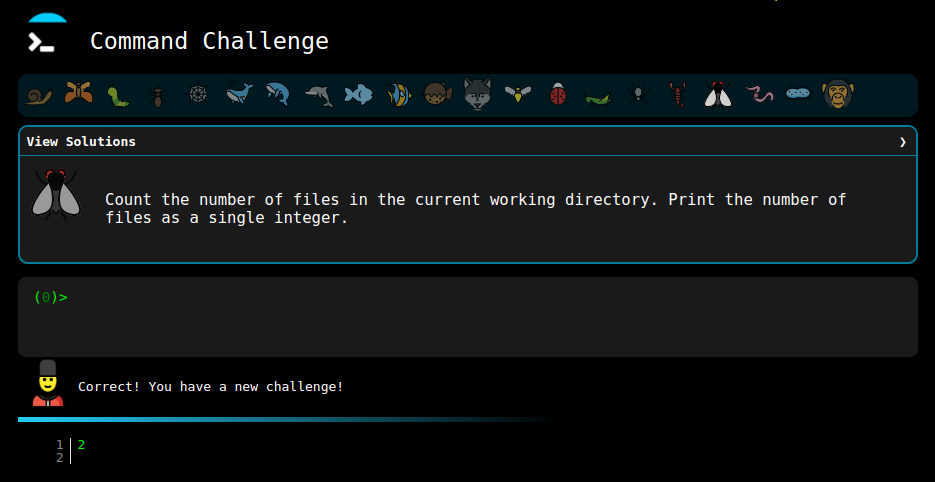 Command Challenge
View Solutions ❯
Count the number of files in the current working directory. Print the number of
files as a single integer.
(0)>
Correct! You have a new challenge!
1 2
2